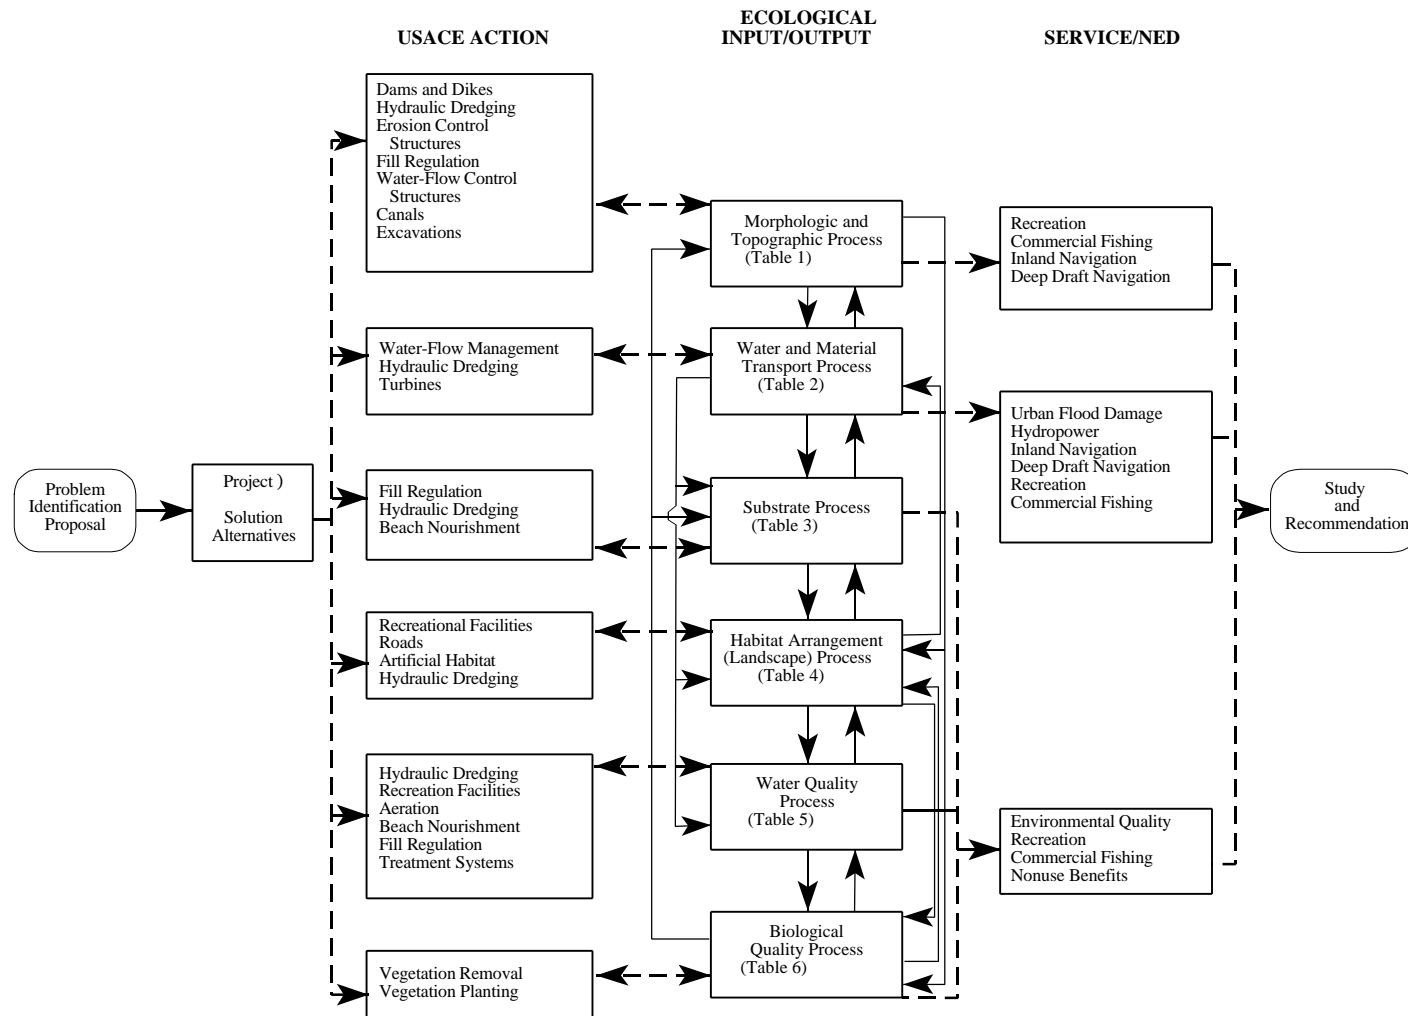 USACE ACTION
ECOLOGICAL
INPUT/OUTPUT
SERVICE/NED
Problem
Identification
Proposal
Project )
Solution
Alternatives
Dams and Dikes
Hydraulic Dredging
Erosion Control
Structures
Fill Regulation
Water-Flow Control
Structures
Canals
Excavations
Water-Flow Management
Hydraulic Dredging
Turbines
Fill Regulation
Hydraulic Dredging
Beach Nourishment
Recreational Facilities
Roads
Artificial Habitat
Hydraulic Dredging
Hydraulic Dredging
Recreation Facilities
Aeration
Beach Nourishment
Fill Regulation
Treatment Systems
Vegetation Removal
Vegetation Planting
Morphologic and
Topographic Process
(Table 1)
Water and Material
Transport Process
(Table 2)
Substrate Process
(Table 3)
Habitat Arrangement
(Landscape) Process
(Table 4)
Water Quality
Process
(Table 5)
Biological
Quality Process
(Table 6)
Recreation
Commercial Fishing
Inland Navigation
Deep Draft Navigation
Urban Flood Damage
Hydropower
Inland Navigation
Deep Draft Navigation
Recreation
Commercial Fishing
Environmental Quality
Recreation
Commercial Fishing
Nonuse Benefits
Study
and
Recommendation